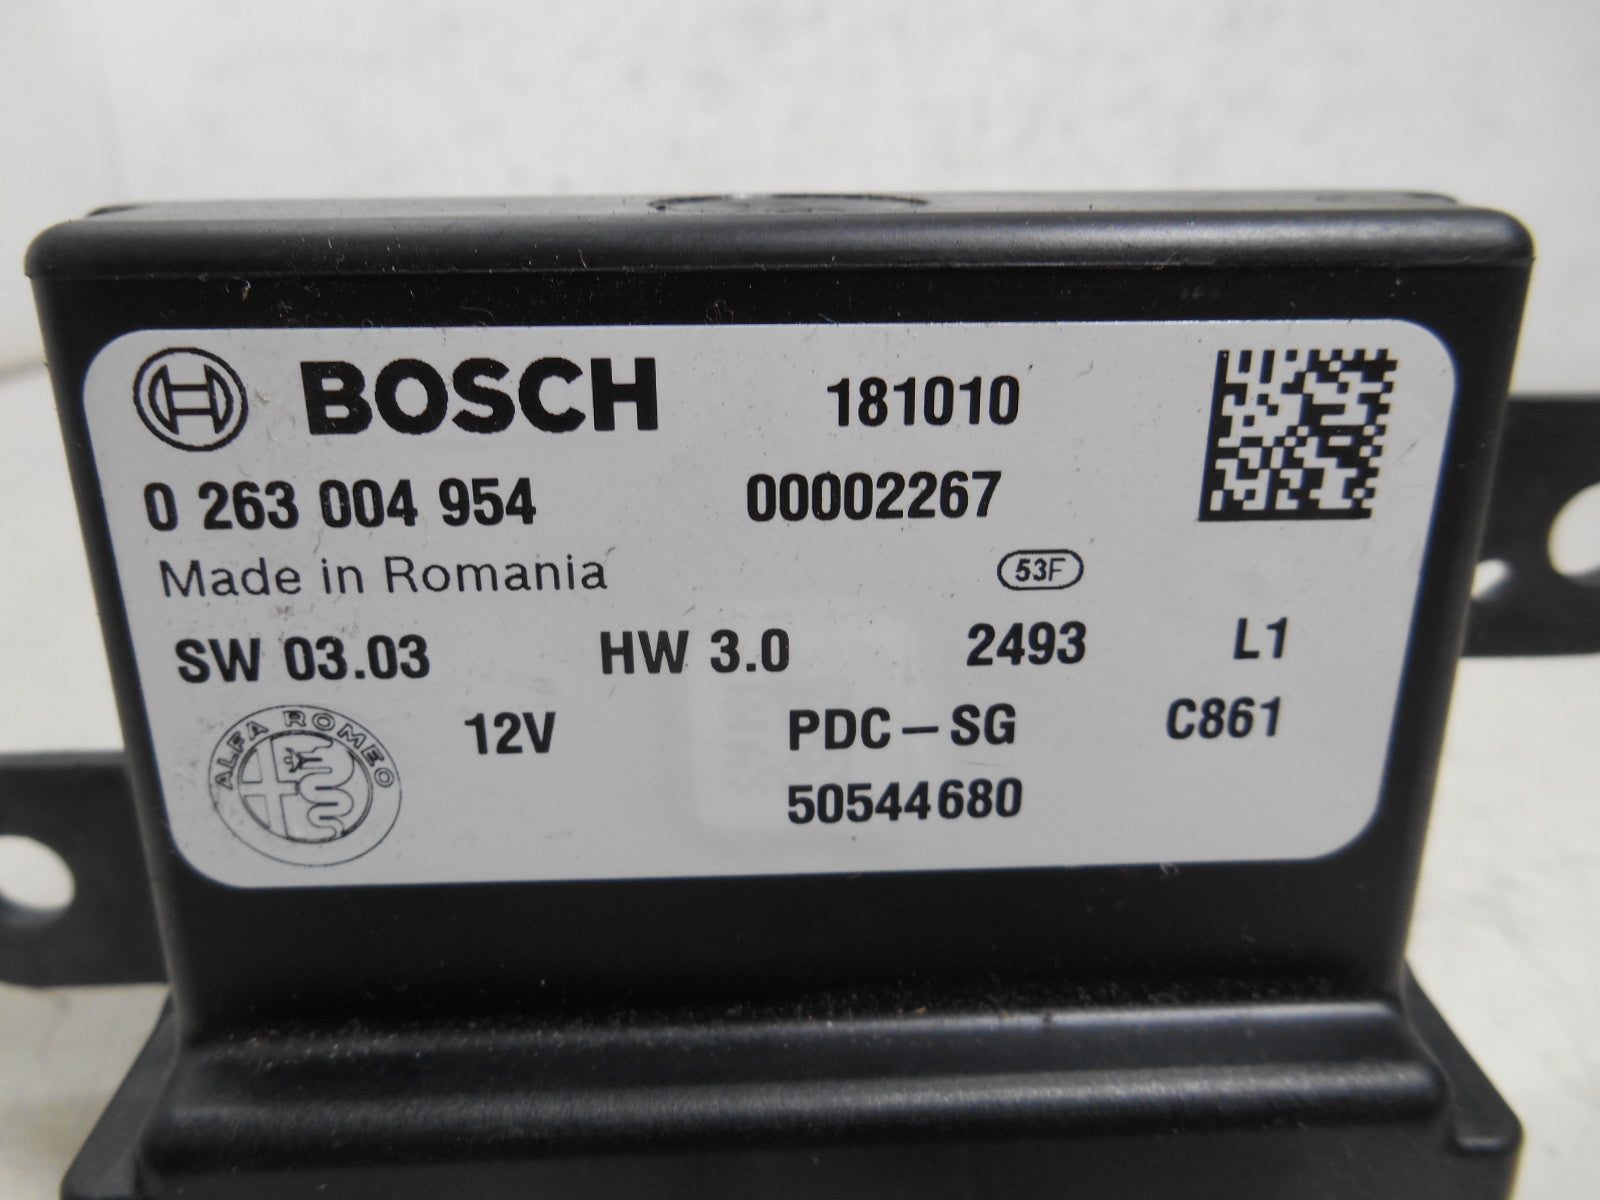 BOSCH 181010
0 263 004 954 00002267
Made in Romania 53F
SW 03.03 HW 3.0 2493 L1
ALFA ROMEO 12V PDC-SG C861
50544680